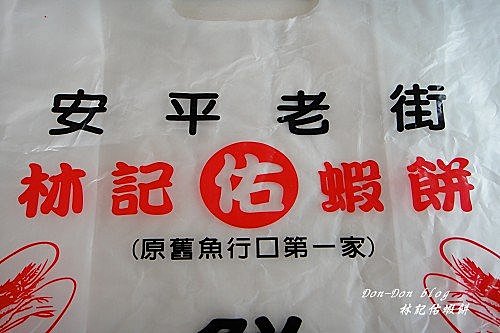 安平老街
林記佑蝦餅
(原舊魚行口第一家)
Don-Don blog
林記佑蝦餅